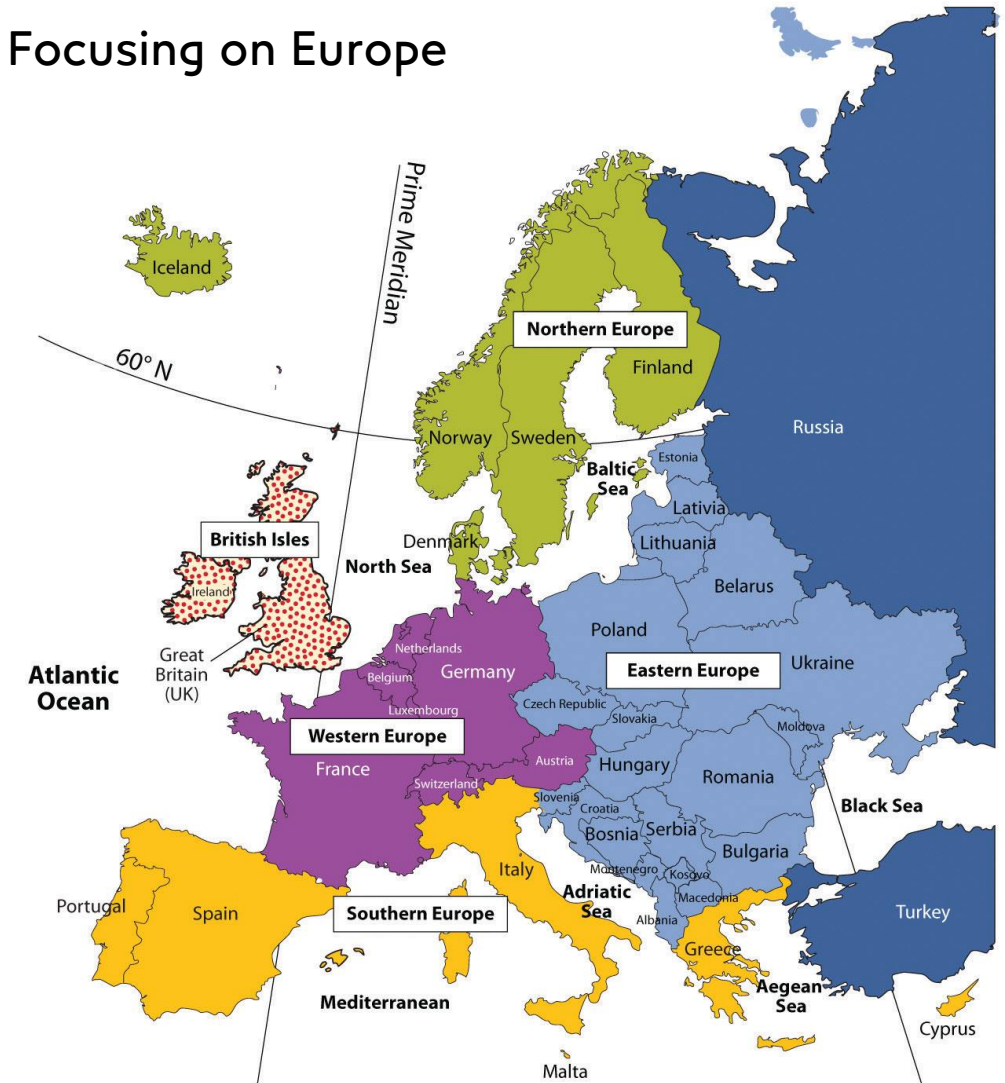 Focusing on Europe
Prime Meridian
Iceland
60° N
Northern Europe
Finland
Norway
Sweden
Russia
Estonia
Baltic
Sea
Lativia
Lithuania
British Isles
Denmark
North Sea
Ireland
Belarus
Great
Britain
(UK)
Atlantic
Ocean
Netherlands
Belgium
Germany
Luxembourg
Poland
Eastern Europe
Ukraine
Czech Republic
Slovakia
Moldova
Western Europe
France
Austria
Switzerland
Hungary
Romania
Slovenia
Croatia
Black Sea
Bosnia
Serbia
Bulgaria
Montenegro
Kosovo
Macedonia
Albania
Italy
Adriatic
Sea
Portugal
Spain
Southern Europe
Turkey
Greece
Aegean
Sea
Mediterranean
Cyprus
Malta